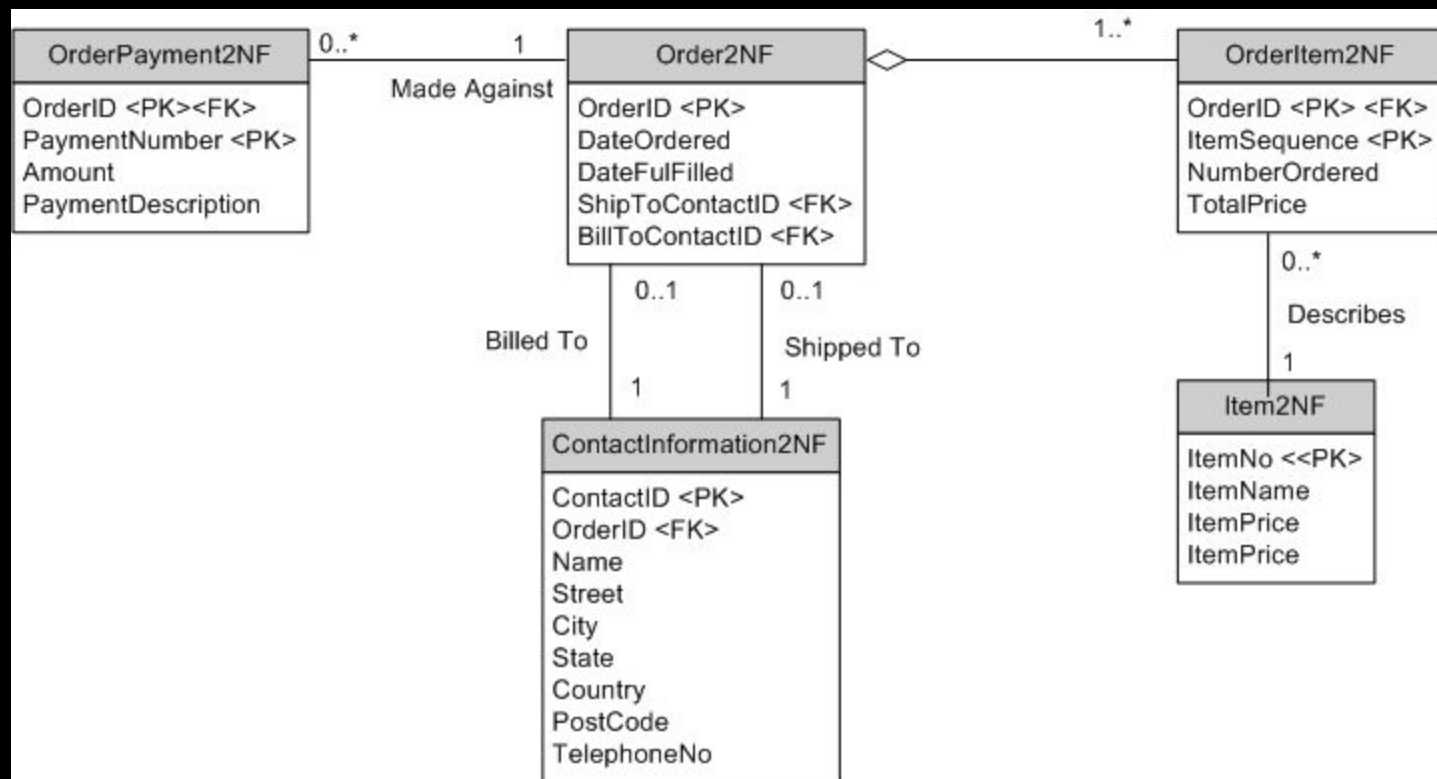 OrderPayment2NF
OrderID <PK><FK>
PaymentNumber <PK>
Amount
PaymentDescription
0..*
1
Made Against
Order2NF
OrderID <PK>
DateOrdered
DateFulFilled
ShipToContactID <FK>
BillToContactID <FK>
1..*
OrderItem2NF
OrderID <PK> <FK>
ItemSequence <PK>
NumberOrdered
TotalPrice
0..1
0..1
Billed To
Shipped To
1
1
0..*
Describes
1
ContactInformation2NF
ContactID <PK>
OrderID <FK>
Name
Street
City
State
Country
PostCode
TelephoneNo
Item2NF
ItemNo <<PK>
ItemName
ItemPrice
ItemPrice